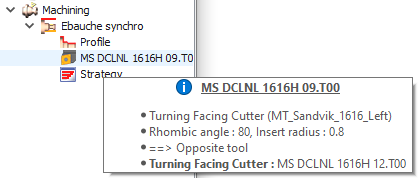 Machining
Ebauche synchro
Profile
MS DCLNL 1616H 09.T0
Strategy
MS DCLNL 1616H 09.T00
• Turning Facing Cutter (MT_Sandvik_1616_Left)
• Rhombic angle : 80, Insert radius : 0.8
• ==> Opposite tool
• Turning Facing Cutter : MS DCLNL 1616H 12.T00